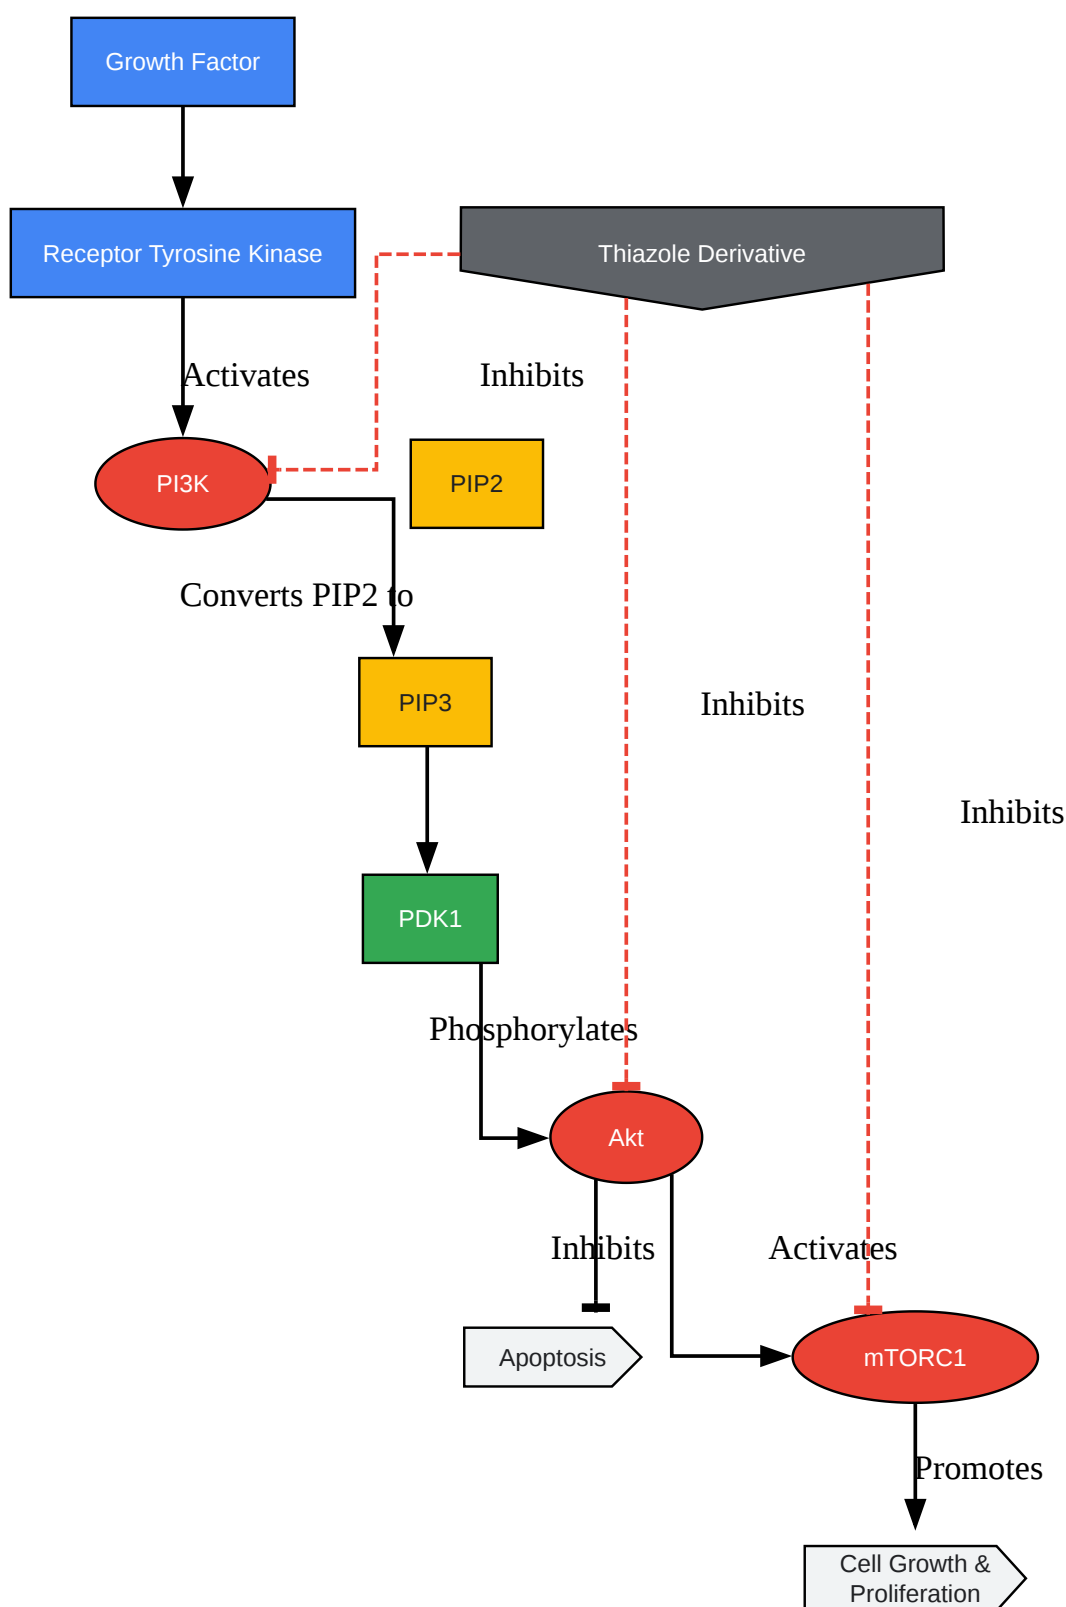 Growth Factor
Receptor Tyrosine Kinase
Thiazole Derivative
Activates
Inhibits
PI3K
PIP2
Converts PIP2 to
PIP3
Inhibits
Inhibits
PDK1
Phosphorylates
Akt
Inhibits
Activates
Apoptosis
mTORC1
Promotes
Cell Growth &
Proliferation